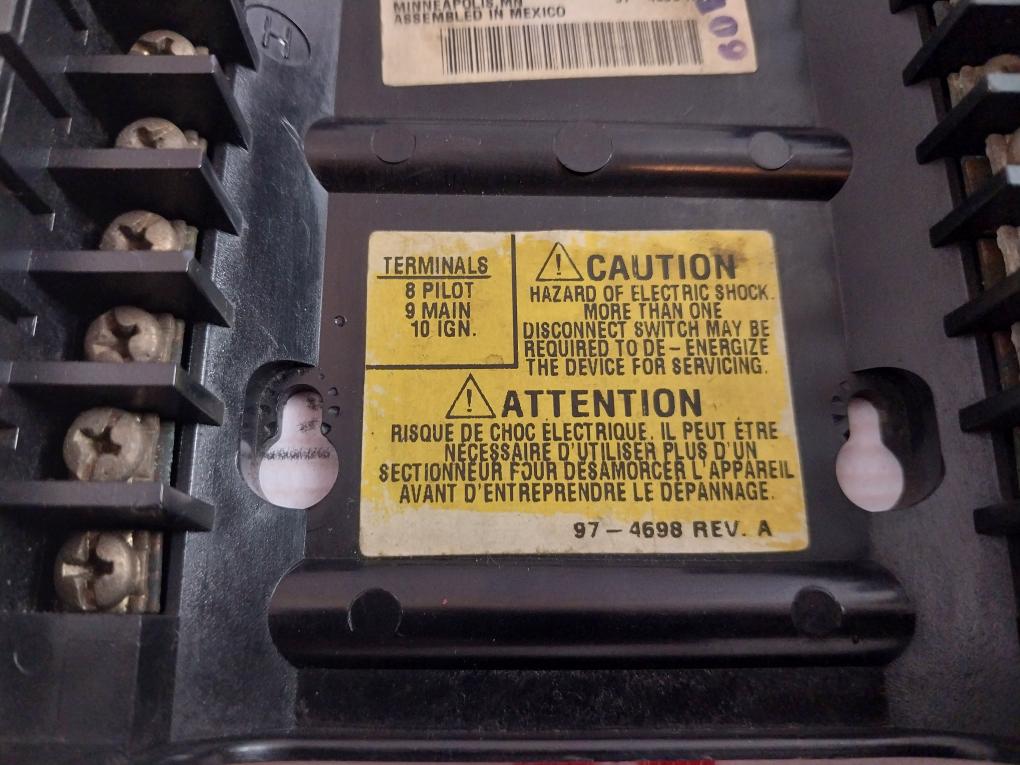 MINNEAPOLIS, MN
ASSEMBLED IN MEXICO
H
TERMINALS
8 PILOT
9 MAIN
10 IGN.
CAUTION
HAZARD OF ELECTRIC SHOCK.
MORE THAN ONE
DISCONNECT SWITCH MAY BE
REQUIRED TO DE-ENERGIZE
THE DEVICE FOR SERVICING.
ATTENTION
RISQUE DE CHOC ÉLECTRIQUE. IL PEUT ÊTRE
NÉCESSAIRE D'UTILISER PLUS D'UN
SECTIONNEUR POUR DÉSAMORCER L'APPAREIL
AVANT D'ENTREPRENDRE LE DÉPANNAGE.
97-4698 REV. A